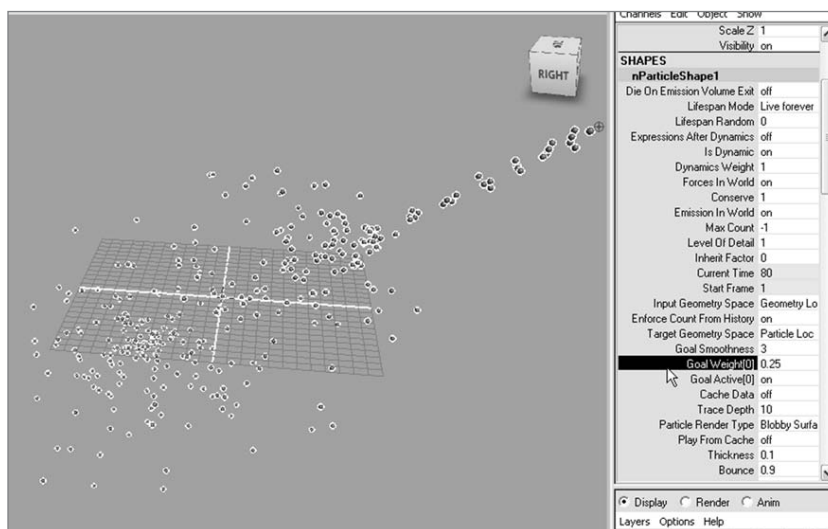 Channels Edit Object Show
Scale Z 1
Visibility on
SHAPES
nParticleShape1
Die On Emission Volume Exit off
Lifespan Mode Live forever
Lifespan Random 0
Expressions After Dynamics off
Is Dynamic on
Dynamics Weight 1
Forces In World on
Conserve 1
Emission In World on
Max Count -1
Level Of Detail 1
Inherit Factor 0
Current Time 80
Start Frame 1
Input Geometry Space Geometry Lo
Enforce Count From History on
Target Geometry Space Particle Loc
Goal Smoothness 3
Goal Weight[0] 0.25
Goal Active[0] on
Cache Data off
Trace Depth 10
Particle Render Type Blobby Surfa
Play From Cache off
Thickness 0.1
Bounce 0.9
Display Render Anim
Layers Options Help
RIGHT